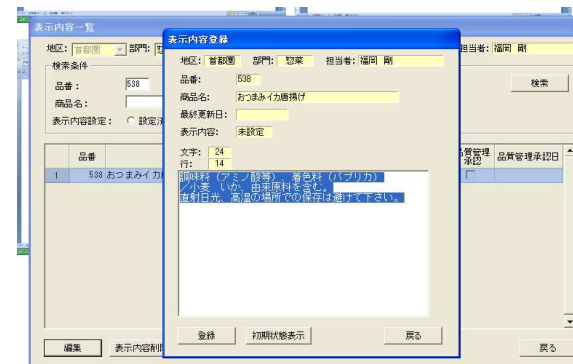 表示内容一覧
地区: 首都圏 部門:
検索条件
品番: 538
商品名:
表示内容設定:
品番
1 538 おつまみイカ
編集 表示内容削
表示内容登録
地区: 首都圏 部門: 惣菜 担当者: 福岡 剛
品番: 538
商品名: おつまみイカ唐揚げ
最終更新日:
表示内容: 未設定
文字: 24
行: 14
調味料(アミノ酸等)、着色料(パプリカ)
/小麦 いか、由来原料を含む。
直射日光、高温の場所での保存は避けて下さい。
登録 初期状態表示 戻る
担当者: 福岡 剛
検索
品質管理承認日
戻る